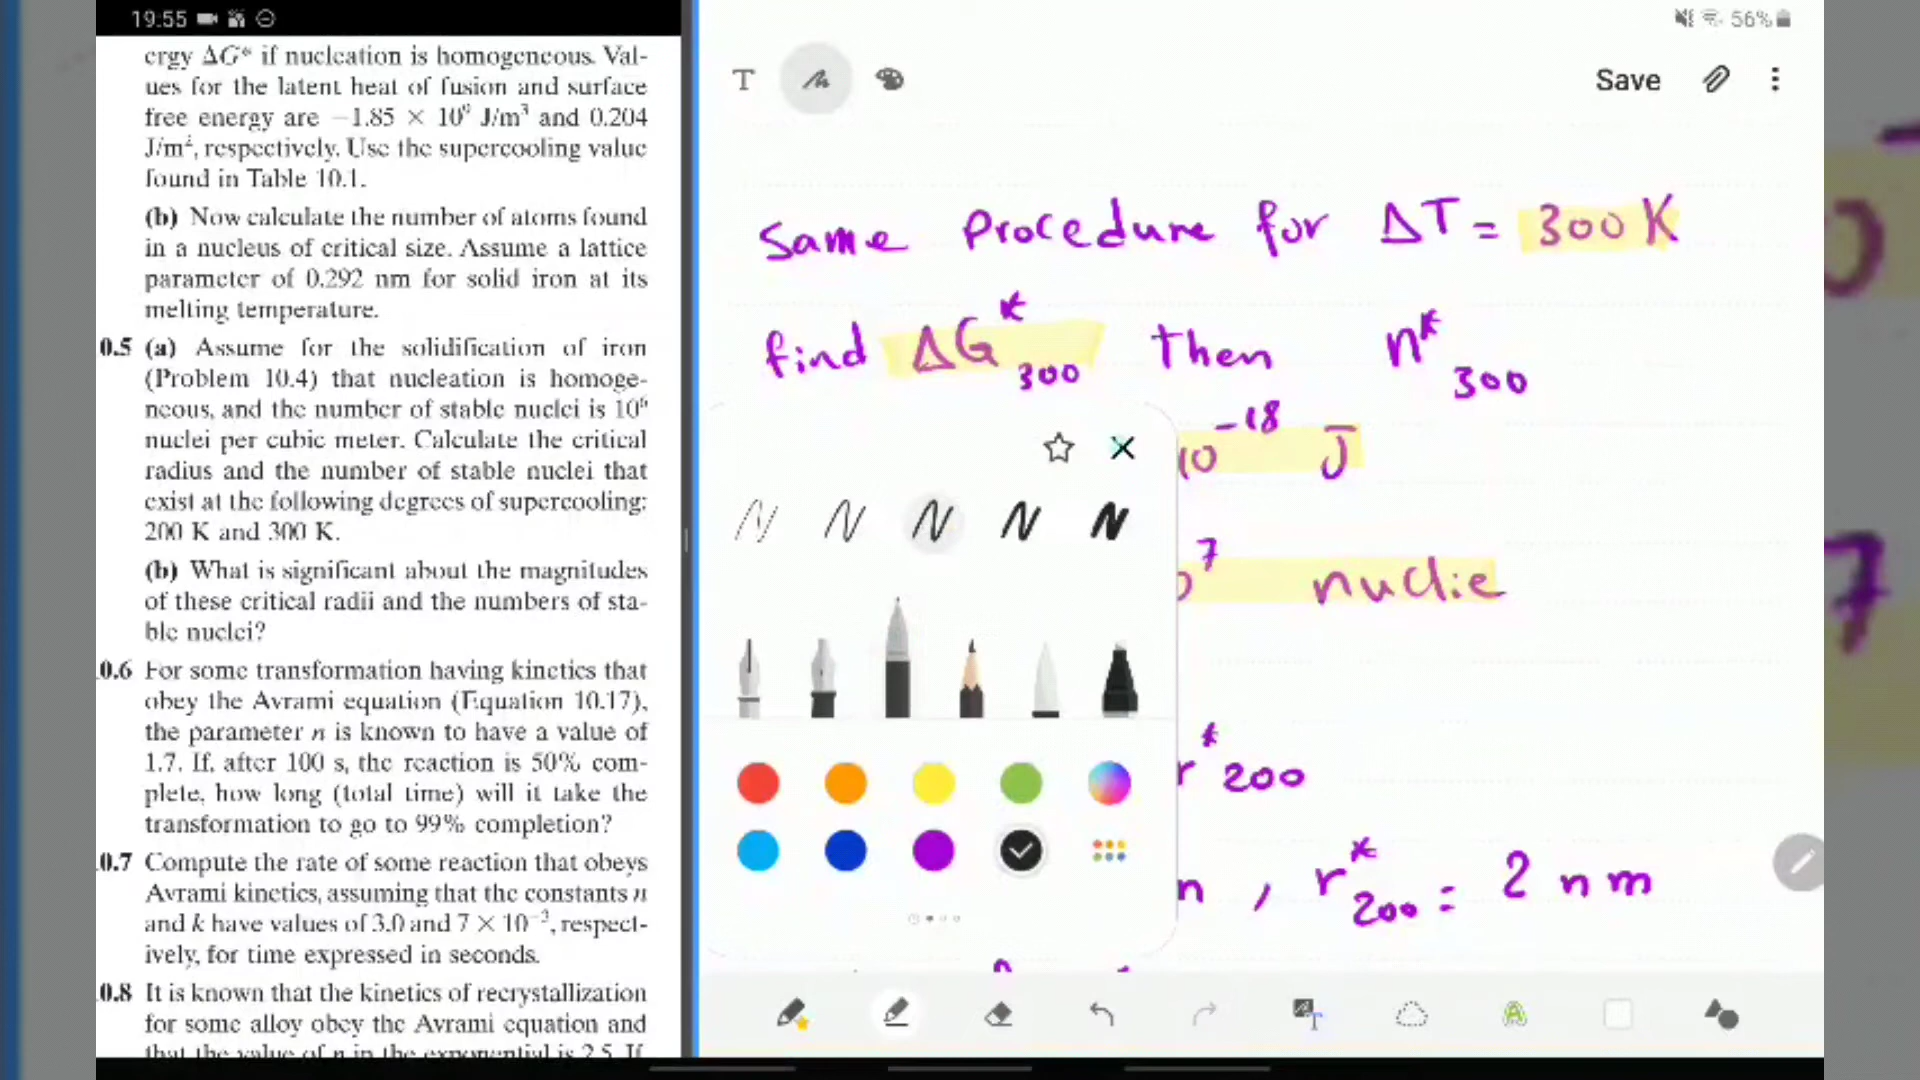 19.55
56%
ergy ΔG* if nucleation is homogeneous. Val-
ues for the latent heat of fusion and surface
free energy are −1.85 × 10⁹ J/m³ and 0.204
J/m², respectively. Use the supercooling value
found in Table 10.1.
(b) Now calculate the number of atoms found
in a nucleus of critical size. Assume a lattice
parameter of 0.292 nm for solid iron at its
melting temperature.
0.5 (a) Assume for the solidification of iron
(Problem 10.4) that nucleation is homoge-
neous, and the number of stable nuclei is 10⁶
nuclei per cubic meter. Calculate the critical
radius and the number of stable nuclei that
exist at the following degrees of supercooling:
200 K and 300 K.
(b) What is significant about the magnitudes
of these critical radii and the numbers of sta-
ble nuclei?
0.6 For some transformation having kinetics that
obey the Avrami equation (Equation 10.17),
the parameter n is known to have a value of
1.7. If, after 100 s, the reaction is 50% com-
plete, how long (total time) will it take the
transformation to go to 99% completion?
0.7 Compute the rate of some reaction that obeys
Avrami kinetics, assuming that the constants n
and k have values of 3.0 and 7 × 10⁻³, respect-
ively, for time expressed in seconds.
0.8 It is known that the kinetics of recrystallization
for some alloy obey the Avrami equation and
that the value of n in the exponential is 2.5. If,
T
Save
Same Procedure for ΔT = 300 K
find ΔG*300 then n*300
10⁻¹⁸ J
7 nuclie
r*200
n , r*200 = 2 nm